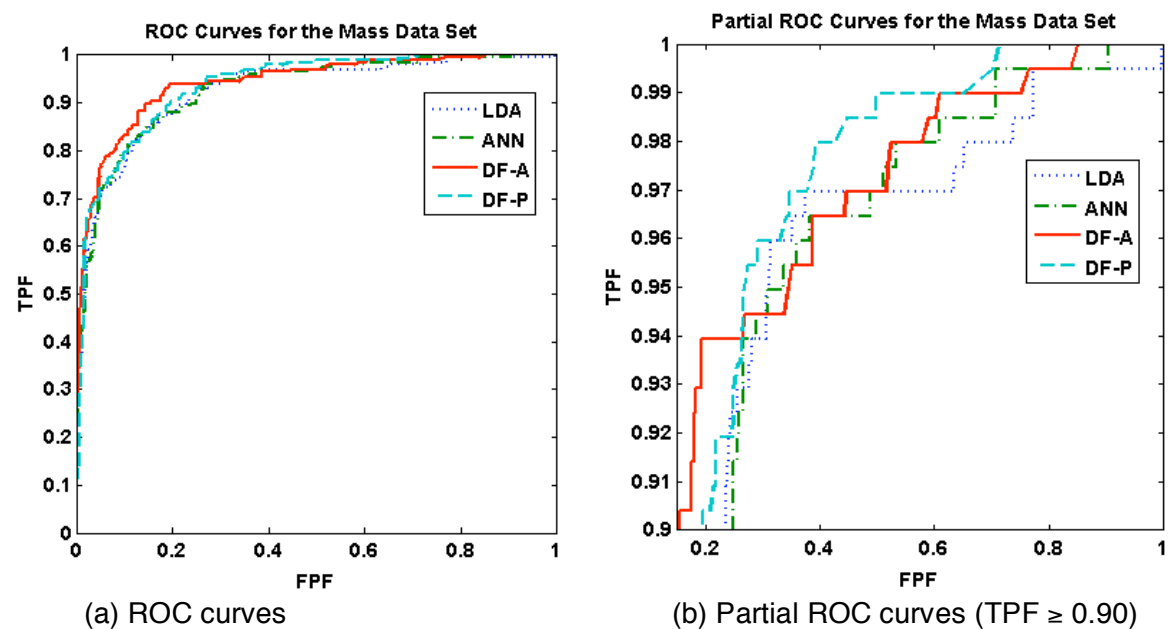 ROC Curves for the Mass Data Set
1
0.9
0.8
0.7
0.6
0.5
0.4
0.3
0.2
0.1
0
TPF
LDA
ANN
DF-A
DF-P
0
0.2
0.4
0.6
0.8
1
FPF
(a) ROC curves
Partial ROC Curves for the Mass Data Set
1
0.99
0.98
0.97
0.96
0.95
0.94
0.93
0.92
0.91
0.9
TPF
LDA
ANN
DF-A
DF-P
0.2
0.4
0.6
0.8
1
FPF
(b) Partial ROC curves (TPF ≥ 0.90)